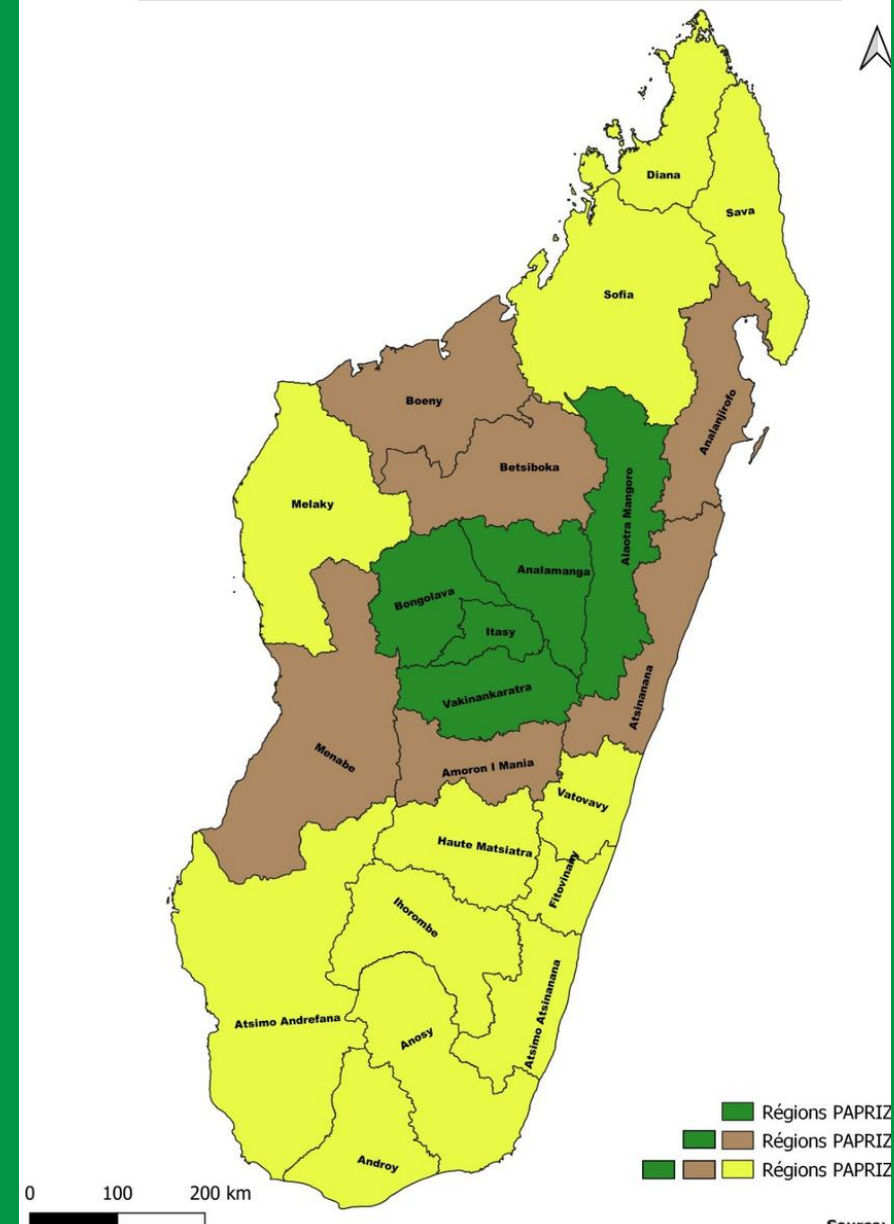 Diana
Sava
Sofia
Boeny
Analanjirofo
Betsiboka
Melaky
Alaotra Mangoro
Analamanga
Bongolava
Itasy
Vakinankaratra
Atsinanana
Menabe
Amoron I Mania
Vatovavy
Haute Matsiatra
Fitovinany
Ihorombe
Atsimo Andrefana
Atsimo Atsinanana
Anosy
Androy
Régions PAPRIZ
Régions PAPRIZ
Régions PAPRIZ
0 100 200 km